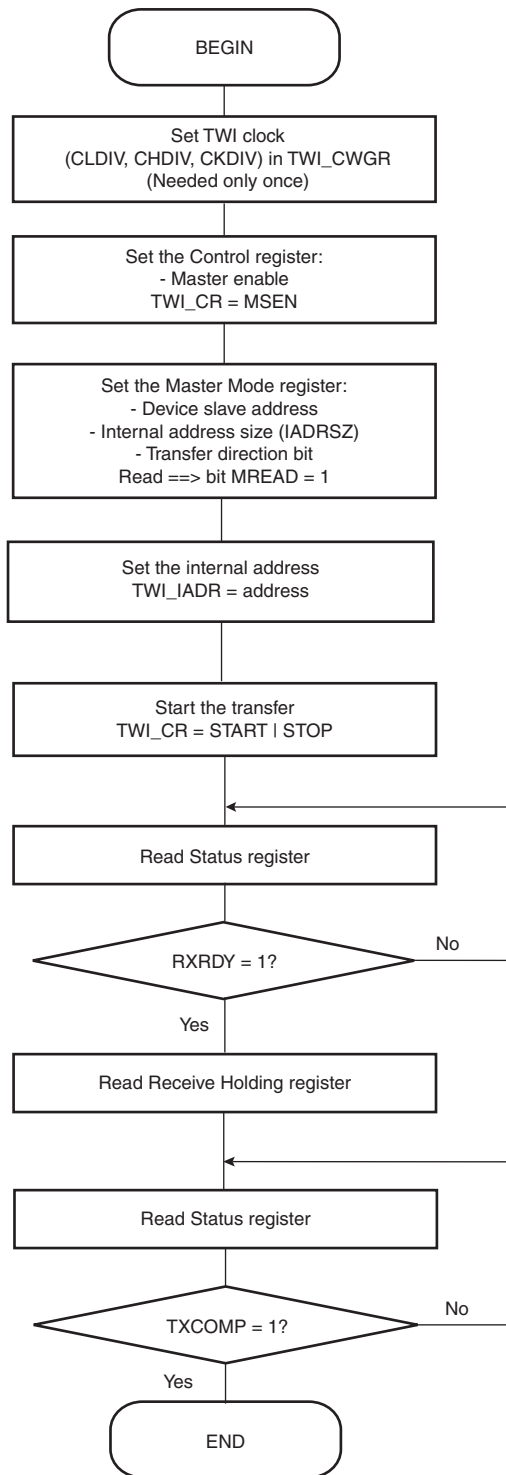 BEGIN
Set TWI clock
(CLDIV, CHDIV, CKDIV) in TWI_CWGR
(Needed only once)
Set the Control register:
- Master enable
TWI_CR = MSEN
Set the Master Mode register:
- Device slave address
- Internal address size (IADRSZ)
- Transfer direction bit
Read ==> bit MREAD = 1
Set the internal address
TWI_IADR = address
Start the transfer
TWI_CR = START | STOP
Read Status register
RXRDY = 1?
No
Yes
Read Receive Holding register
Read Status register
TXCOMP = 1?
No
Yes
END